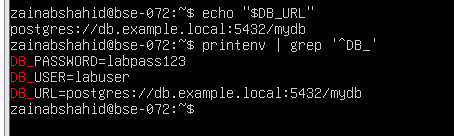 zainabshahid@bse-072:~$ echo "$DB_URL"
postgres://db.example.local:5432/mydb
zainabshahid@bse-072:~$ printenv | grep '^DB_'
DB_PASSWORD=labpass123
DB_USER=labuser
DB_URL=postgres://db.example.local:5432/mydb
zainabshahid@bse-072:~$